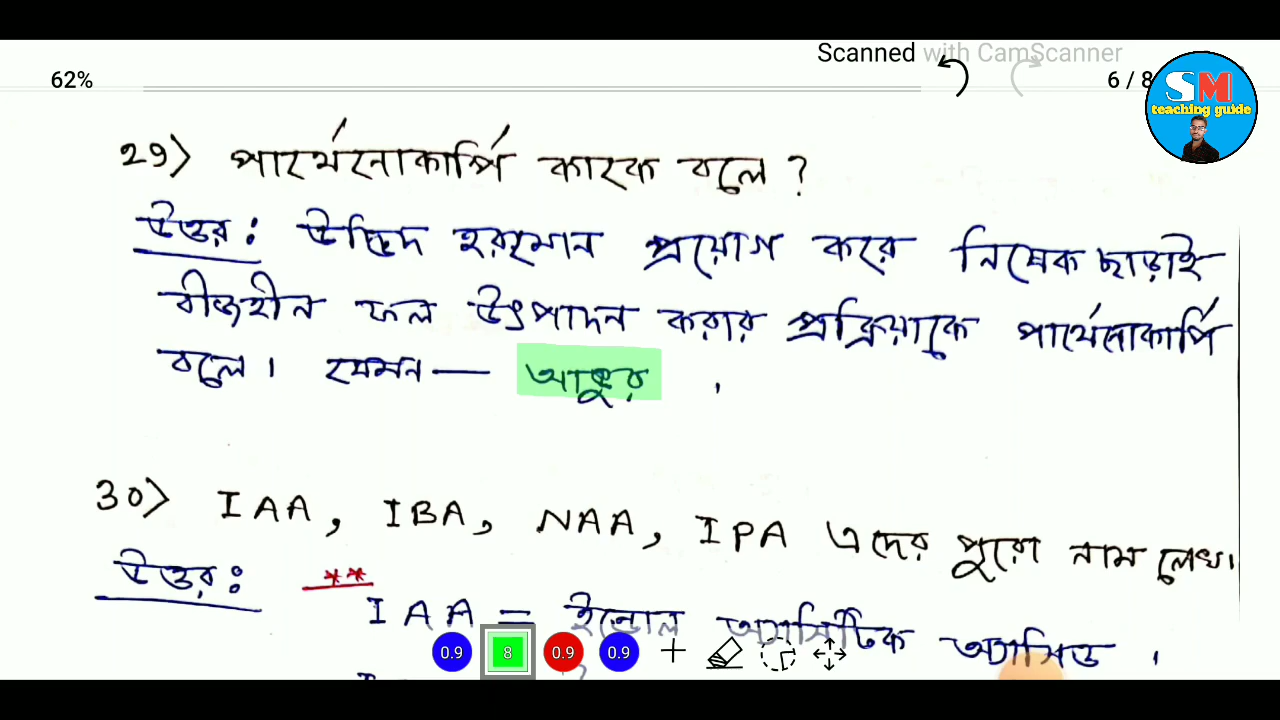 Scanned with CamScanner
62%
6 / 8
SM
teaching guide
29) পার্থেনোকার্পি কাকে বলে ?
উত্তর : উদ্ভিদ হরমোন প্রয়োগ করে নিষেক ছাড়াই
বীজহীন ফল উৎপাদন করার প্রক্রিয়াকে পার্থেনোকার্পি
বলে। যেমন — আঙুর ।
30) IAA, IBA, NAA, IPA এদের পুরো নাম লেখ।
উত্তর : **
IAA = ইন্ডোল অ্যাসিটিক অ্যাসিড ।
0.9 8 0.9 0.9